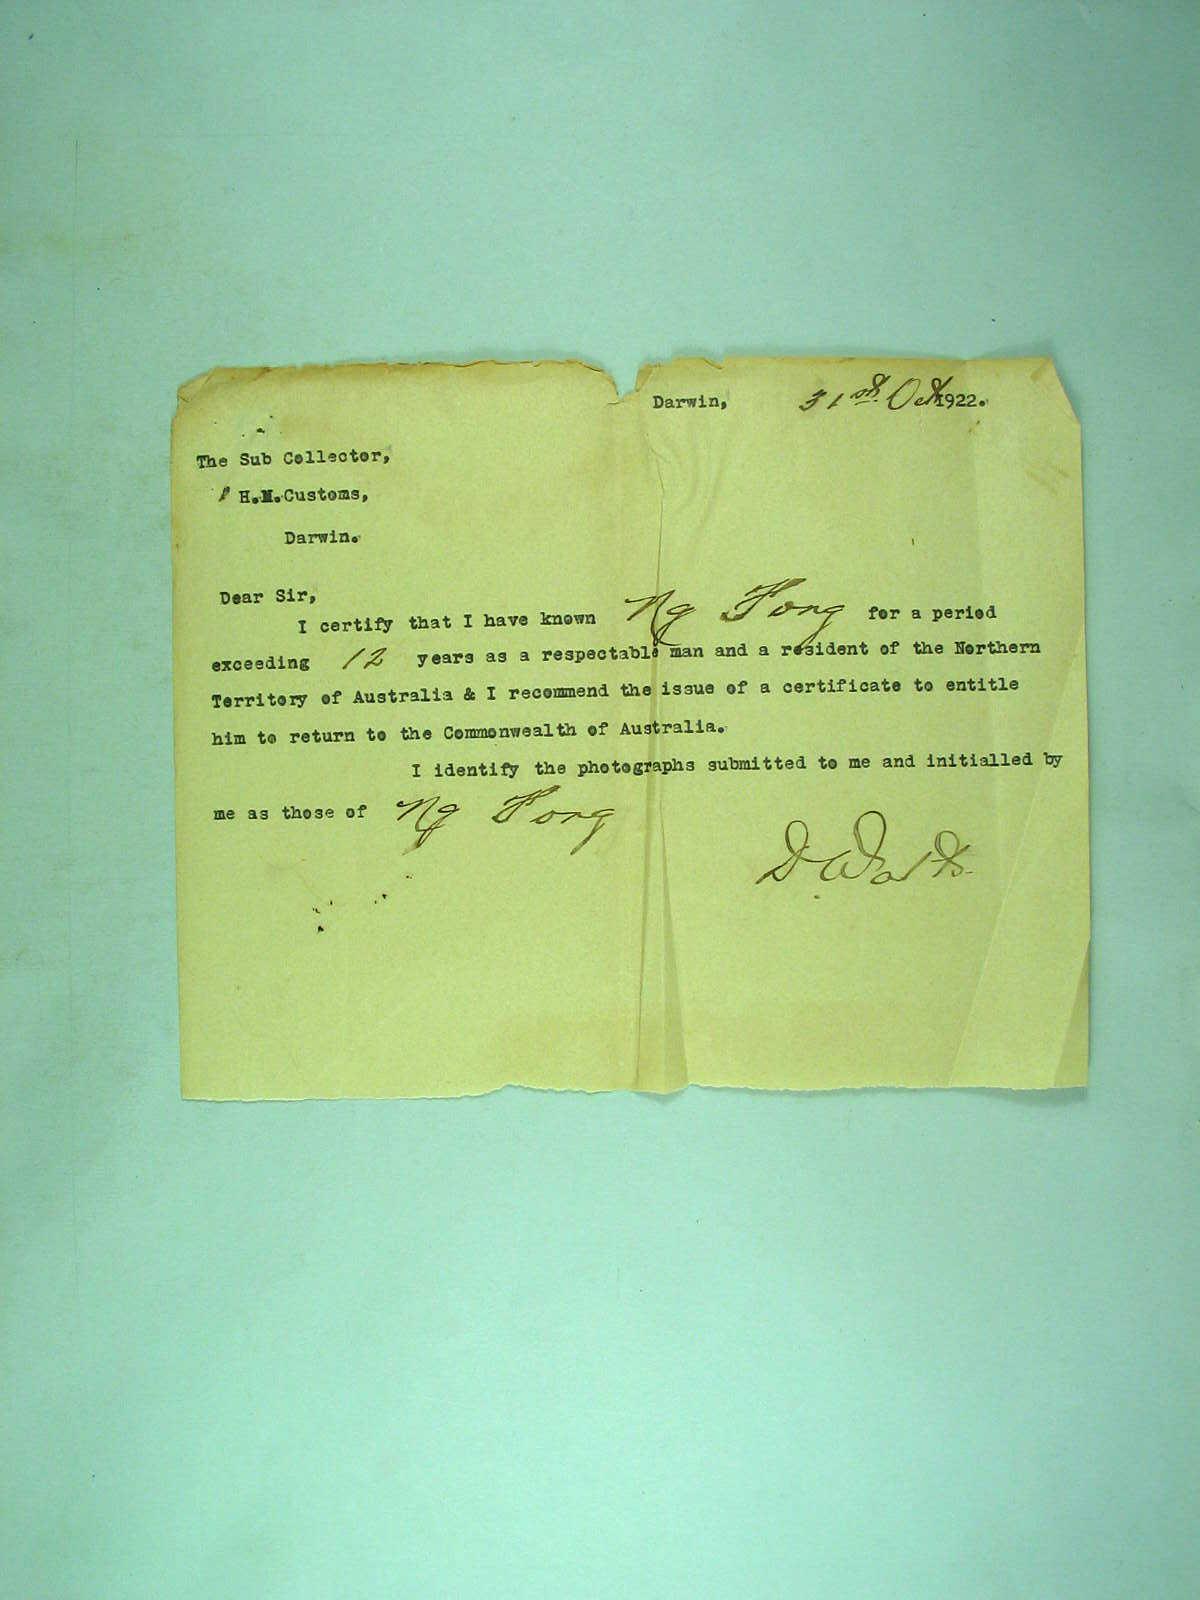 Darwin, 31st. Oct 1922.
The Sub Collector,
H.M.Customs,
Darwin.
Dear Sir,
I certify that I have known Ng Fong for a period
exceeding 12 years as a respectable man and a resident of the Northern
Territory of Australia & I recommend the issue of a certificate to entitle
him to return to the Commonwealth of Australia.
I identify the photographs submitted to me and initialled by
me as those of Ng Fong
D Watts